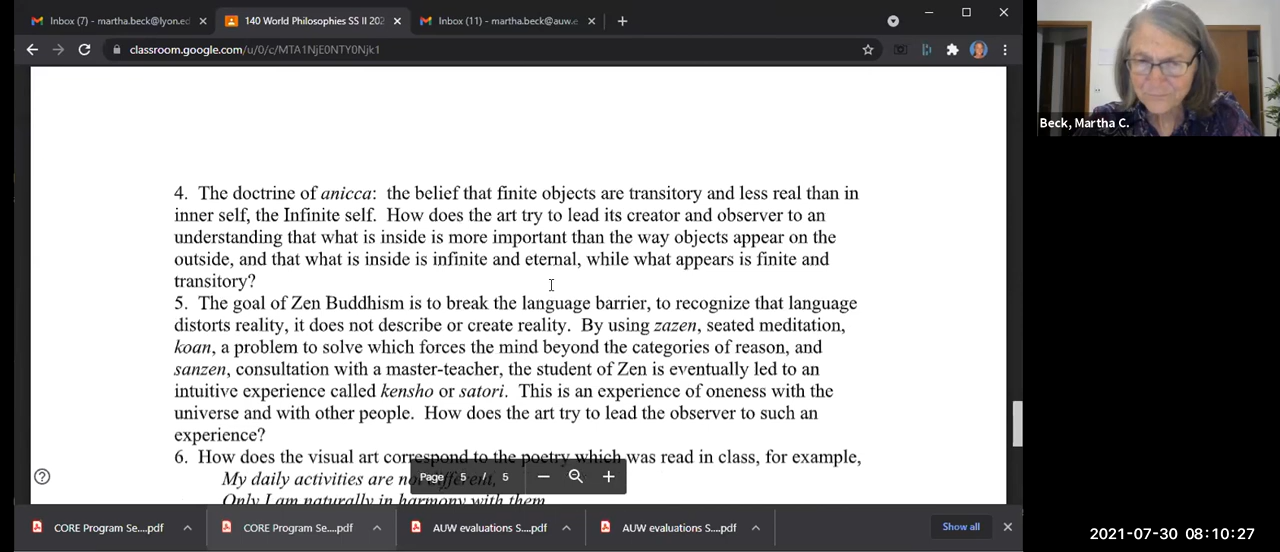 Inbox (7) - martha.beck@lyon.ed
140 World Philosophies SS II 202
Inbox (11) - martha.beck@auw.e
classroom.google.com/u/0/c/MTA1NjE0NTY0Njk1
Beck, Martha C.
4. The doctrine of anicca: the belief that finite objects are transitory and less real than in
inner self, the Infinite self. How does the art try to lead its creator and observer to an
understanding that what is inside is more important than the way objects appear on the
outside, and that what is inside is infinite and eternal, while what appears is finite and
transitory?
5. The goal of Zen Buddhism is to break the language barrier, to recognize that language
distorts reality, it does not describe or create reality. By using zazen, seated meditation,
koan, a problem to solve which forces the mind beyond the categories of reason, and
sanzen, consultation with a master-teacher, the student of Zen is eventually led to an
intuitive experience called kensho or satori. This is an experience of oneness with the
universe and with other people. How does the art try to lead the observer to such an
experience?
6. How does the visual art correspond to the poetry which was read in class, for example,
My daily activities are not different,
Only I am naturally in harmony with them
Page 5 / 5
CORE Program Se....pdf
CORE Program Se....pdf
AUW evaluations S....pdf
AUW evaluations S....pdf
Show all
2021-07-30 08:10:27